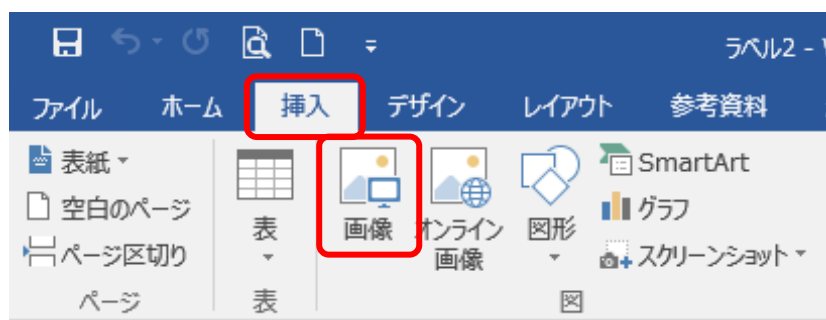 ラベル2 -
ファイル ホーム 挿入 デザイン レイアウト 参考資料
表紙
空白のページ
ページ区切り
ページ
表
表
画像
オンライン
画像
図形
SmartArt
グラフ
スクリーンショット
図